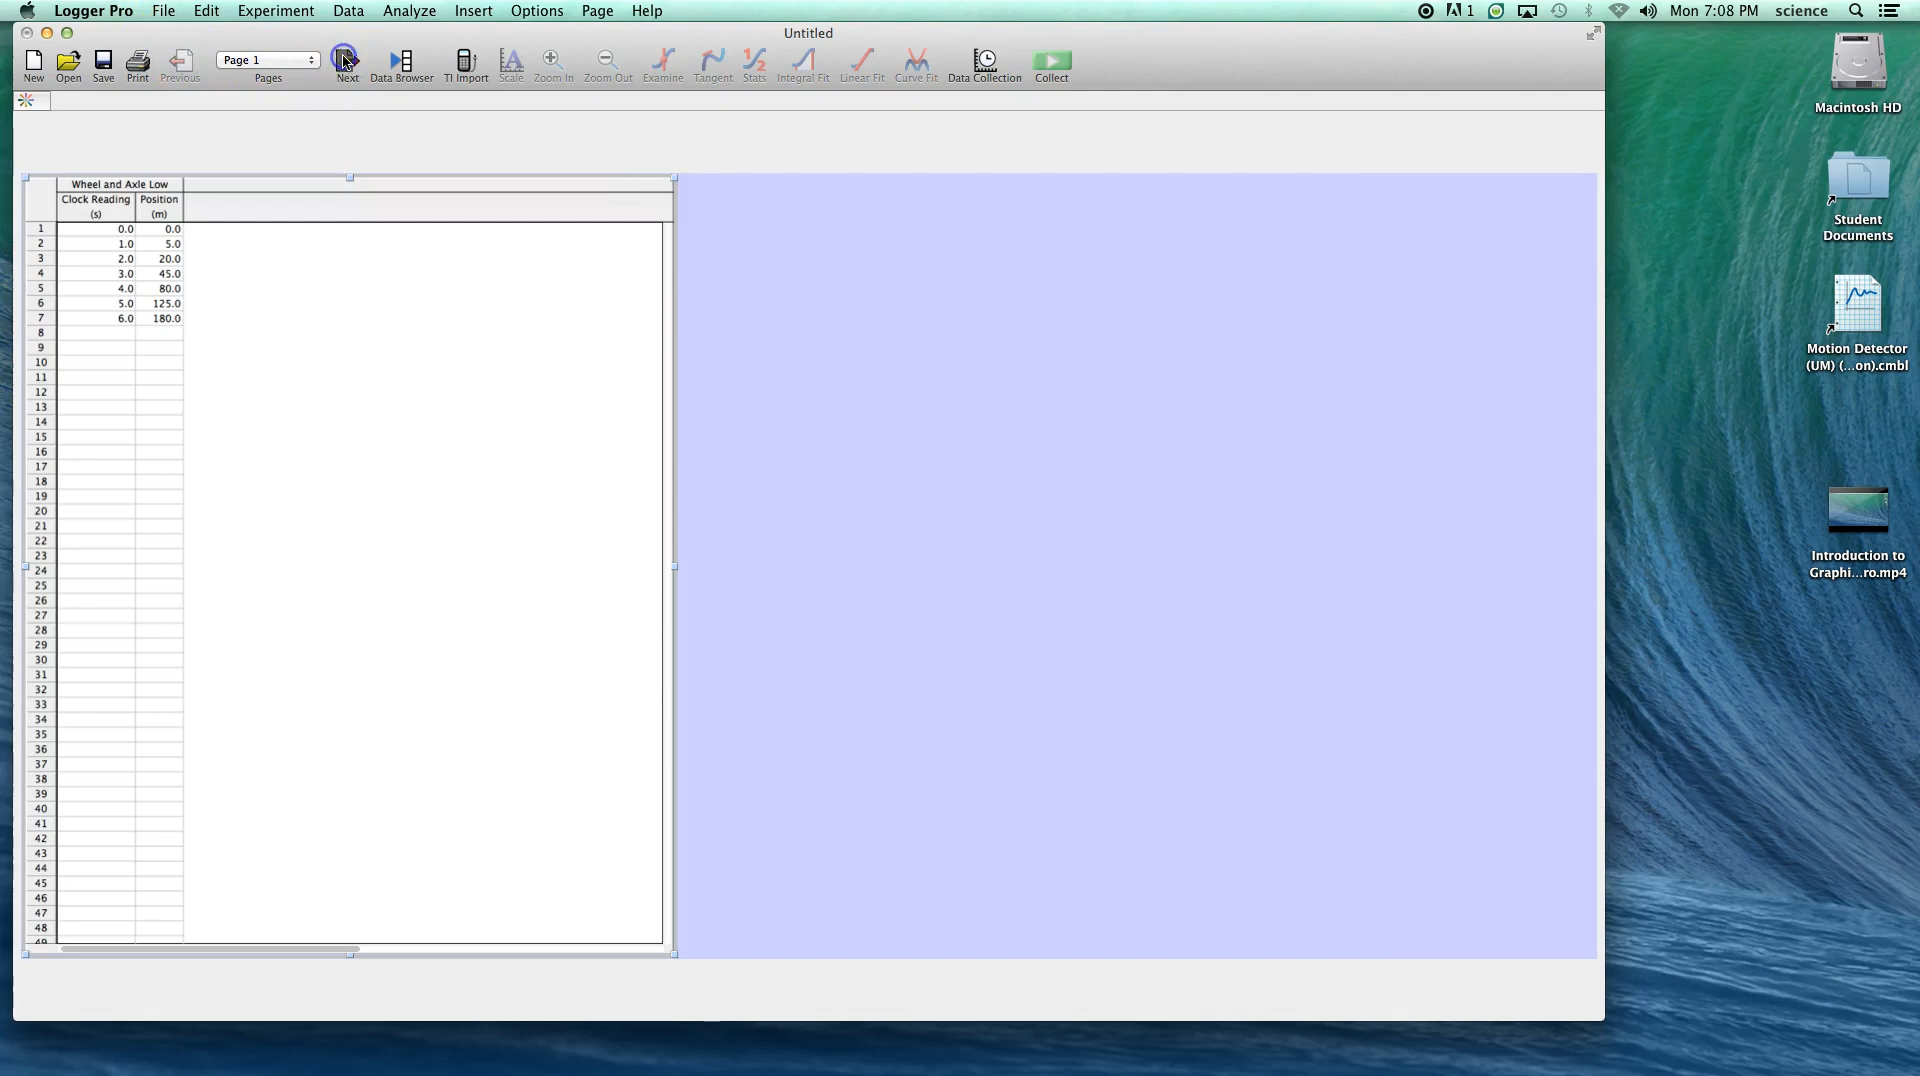 Logger Pro File Edit Experiment Data Analyze Insert Options Page Help 1 Mon 7:08 PM science
Untitled
Page 1
New Open Save Print Previous Pages Next Data Browser TI Import Scale Zoom In Zoom Out Examine Tangent Stats Integral Fit Linear Fit Curve Fit Data Collection Collect
Wheel and Axle Low
Clock Reading Position
(s) (m)
1 0.0 0.0
2 1.0 5.0
3 2.0 20.0
4 3.0 45.0
5 4.0 80.0
6 5.0 125.0
7 6.0 180.0
8
9
10
11
12
13
14
15
16
17
18
19
20
21
22
23
24
25
26
27
28
29
30
31
32
33
34
35
36
37
38
39
40
41
42
43
44
45
46
47
48
49
Macintosh HD
Student
Documents
Motion Detector
(UM) (...on).cmbl
Introduction to
Graphi...ro.mp4